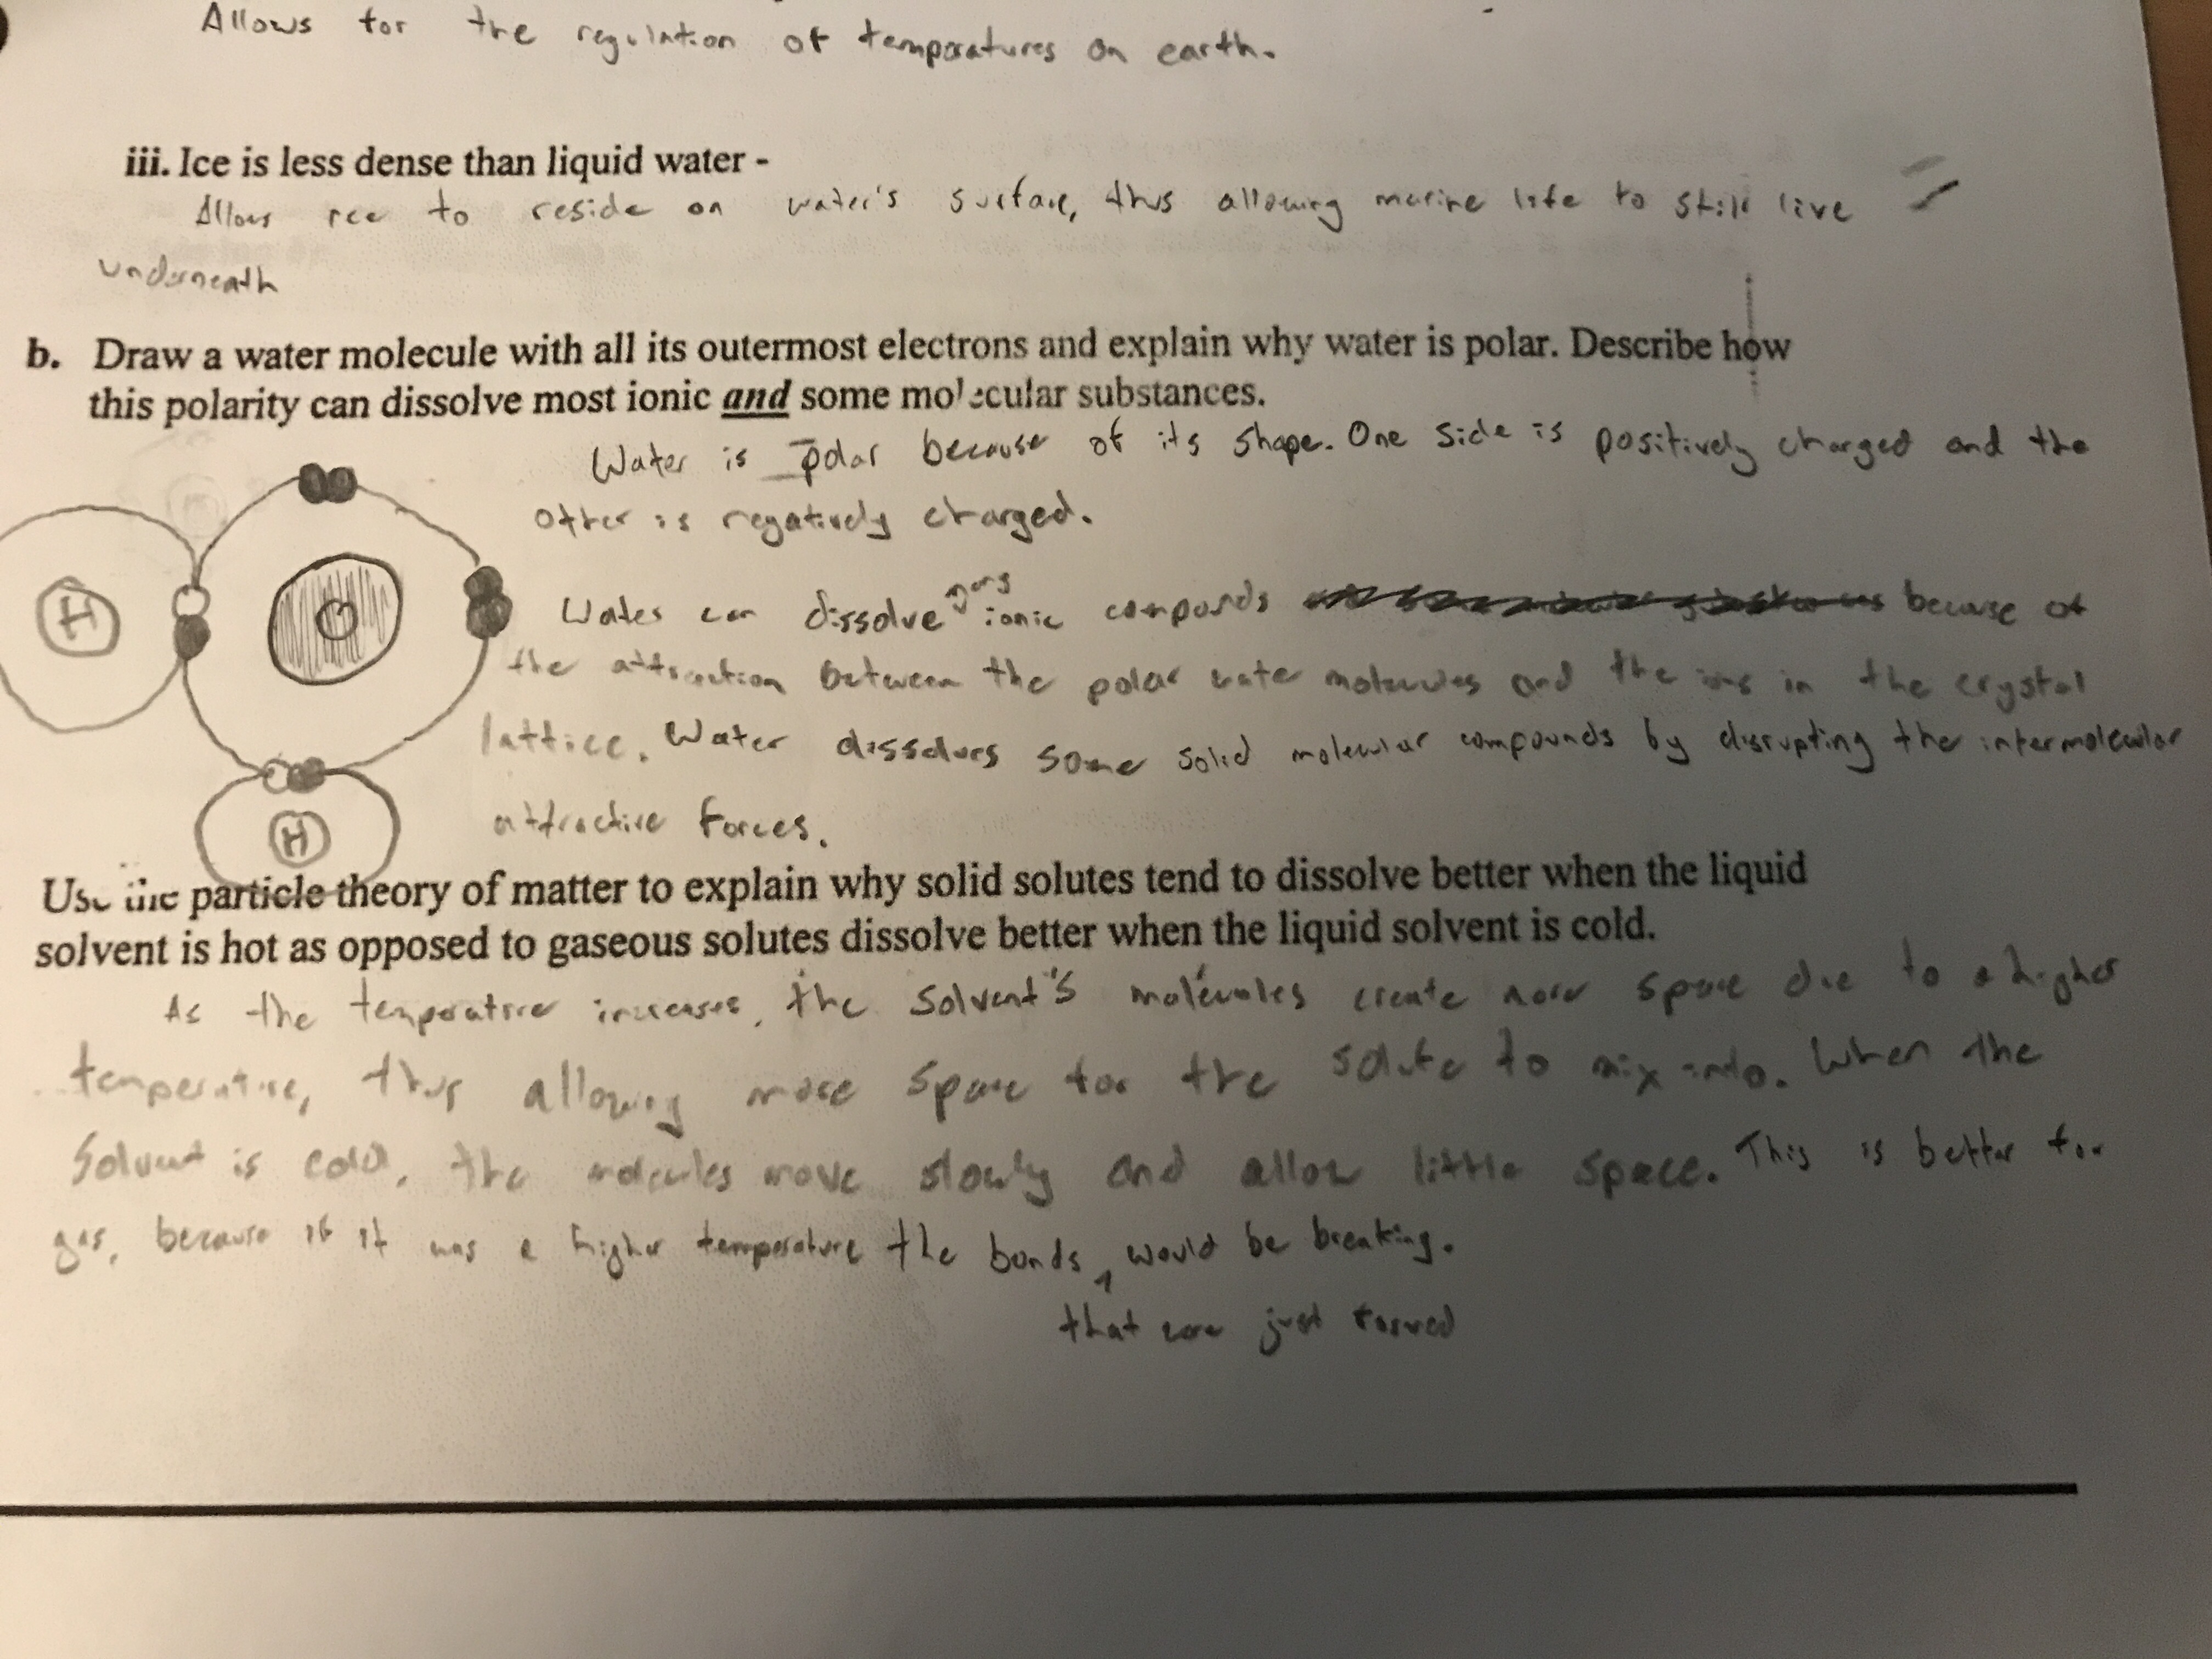 Allows for the regulation of temperatures on earth.
iii. Ice is less dense than liquid water -
Allows ice to reside on water's surface, thus allowing marine life to still live
underneath
b. Draw a water molecule with all its outermost electrons and explain why water is polar. Describe how
this polarity can dissolve most ionic and some molecular substances.
Water is polar because of its shape. One side is positively charged and the
other is negatively charged.
many
Water can dissolve ionic compounds because of
the attraction between the polar water molecules and the ions in the crystal
lattice. Water dissolves some solid molecular compounds by disrupting the intermolecular
attractive forces.
H
O
H
Use the particle theory of matter to explain why solid solutes tend to dissolve better when the liquid
solvent is hot as opposed to gaseous solutes dissolve better when the liquid solvent is cold.
As the temperature increases, the solvent's molecules create more space due to a higher
temperature, thus allowing more space for the solute to mix into. When the
Solvent is cold, the molecules move slowly and allow little space. This is better for
gas, because if it was a higher temperature the bonds would be breaking.
that were just formed